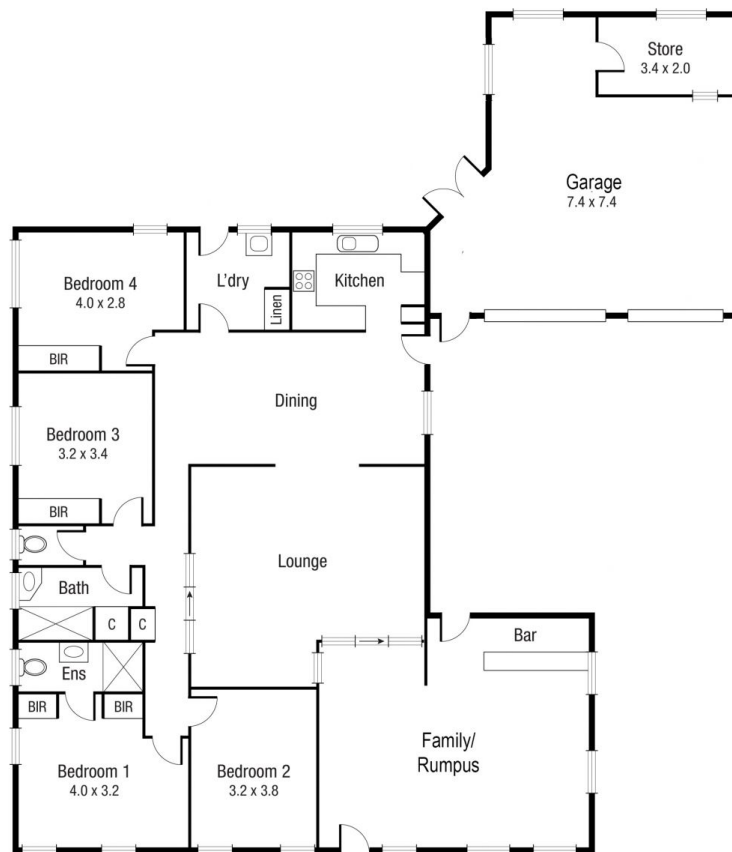 Store
3.4 x 2.0
Garage
7.4 x 7.4
Bedroom 4
4.0 x 2.8
L'dry
Kitchen
Linen
BIR
Dining
Bedroom 3
3.2 x 3.4
BIR
Lounge
Bath
C
C
Bar
Ens
BIR
BIR
Family/
Rumpus
Bedroom 1
4.0 x 3.2
Bedroom 2
3.2 x 3.8